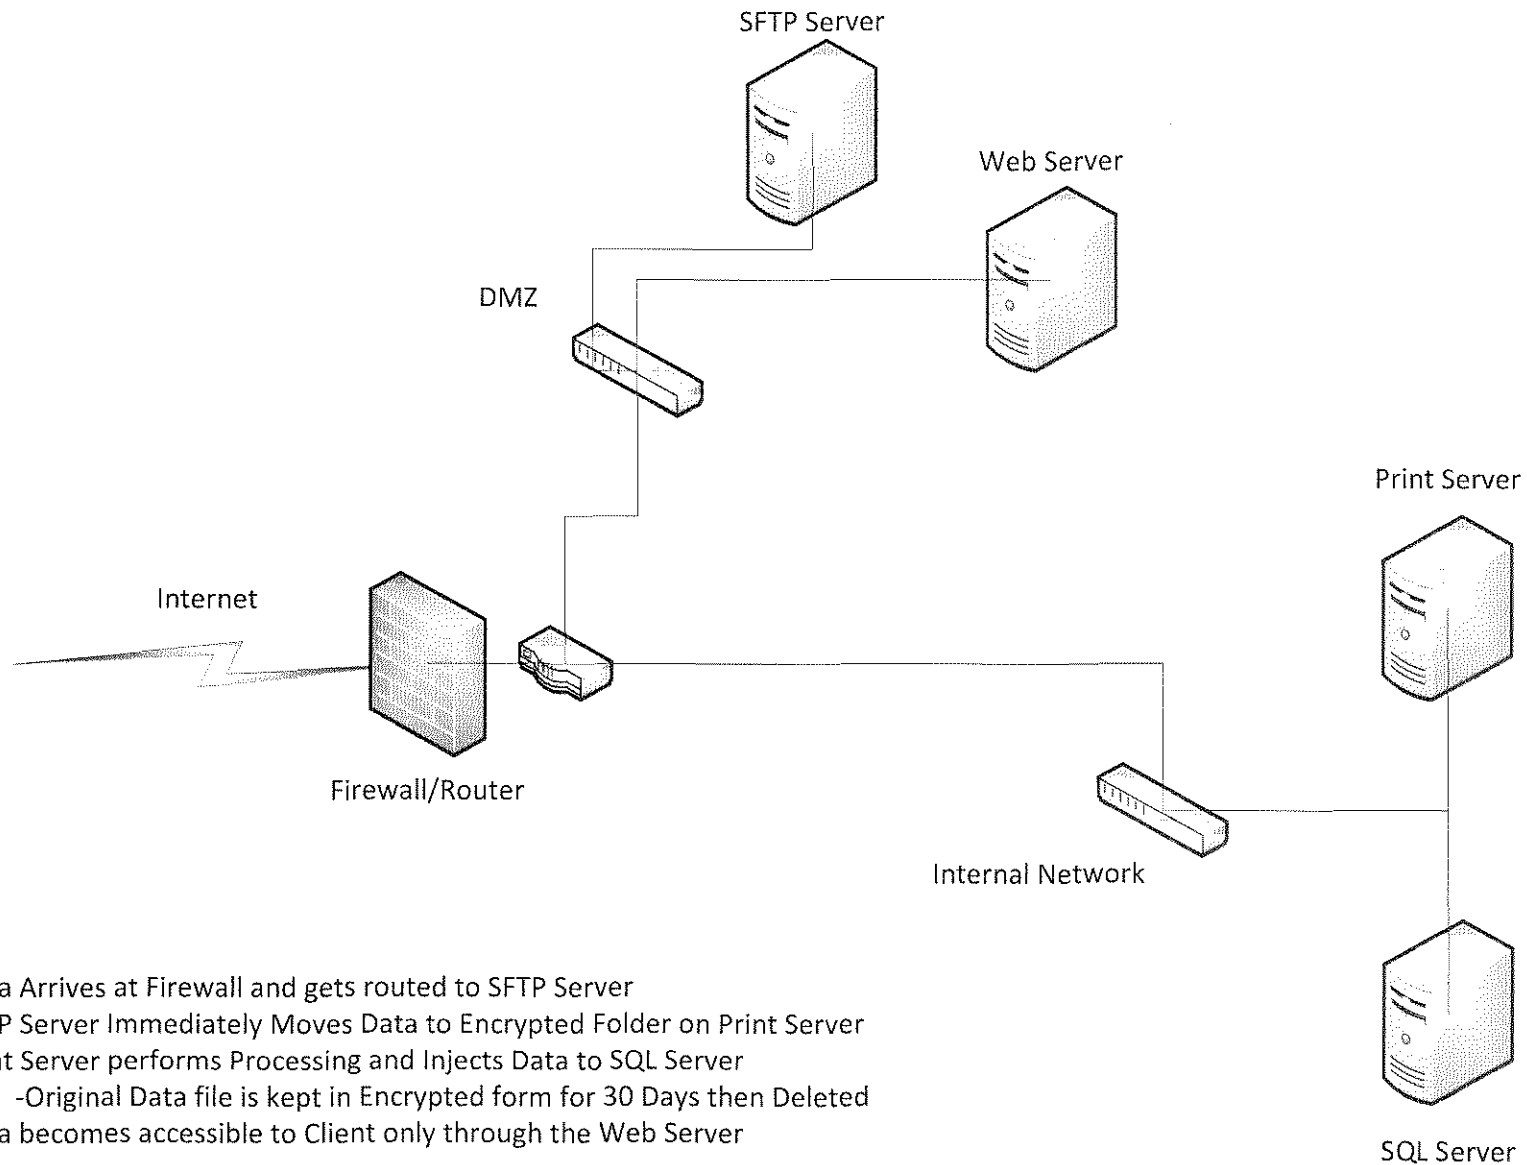 SFTP Server
Web Server
DMZ
Print Server
Internet
Firewall/Router
Internal Network
a Arrives at Firewall and gets routed to SFTP Server
P Server Immediately Moves Data to Encrypted Folder on Print Server
t Server performs Processing and Injects Data to SQL Server
-Original Data file is kept in Encrypted form for 30 Days then Deleted
a becomes accessible to Client only through the Web Server
SQL Server